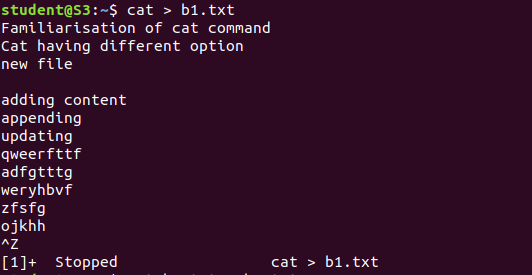 student@S3:~$ cat > b1.txt
Familiarisation of cat command
Cat having different option
new file

adding content
appending
updating
qweerfttf
adfgtttg
weryhbvf
zfsfg
ojkhh
^Z
[1]+  Stopped                 cat > b1.txt